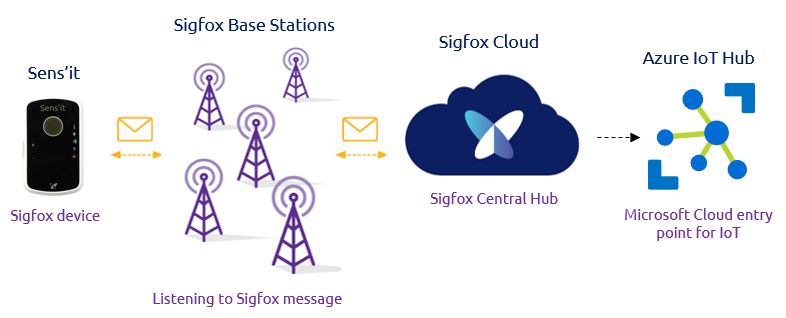 Sens'it
Sens'it
Sigfox device
Sigfox Base Stations
Listening to Sigfox message
Sigfox Cloud
Sigfox Central Hub
Azure IoT Hub
Microsoft Cloud entry
point for IoT